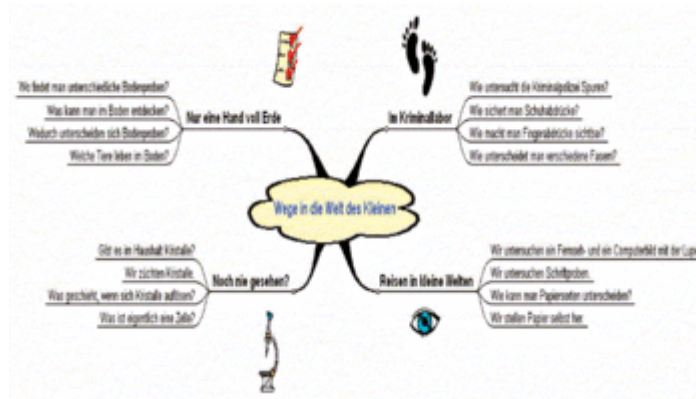 Wo findet man unterschiedliche Bodenproben?
Was kann man im Boden entdecken?
Wodurch unterscheiden sich Bodenproben?
Welche Tiere leben im Boden?
Nur eine Hand voll Erde
Im Kriminallabor
Wie untersucht die Kriminalpolizei Spuren?
Wie sichert man Schuhabdrücke?
Wie macht man Fingerabdrücke sichtbar?
Wie unterscheidet man verschiedene Fasern?
Wege in die Welt des Kleinen
Gibt es im Haushalt Kristalle?
Wir züchten Kristalle.
Was geschieht, wenn sich Kristalle auflösen?
Was ist eigentlich eine Zelle?
Noch nie gesehen?
Reisen in kleine Welten
Wir untersuchen ein Fernseh- und ein Computerbild mit der Lupe
Wir untersuchen Schriftproben.
Wie kann man Papiersorten unterscheiden?
Wir stellen Papier selbst her.